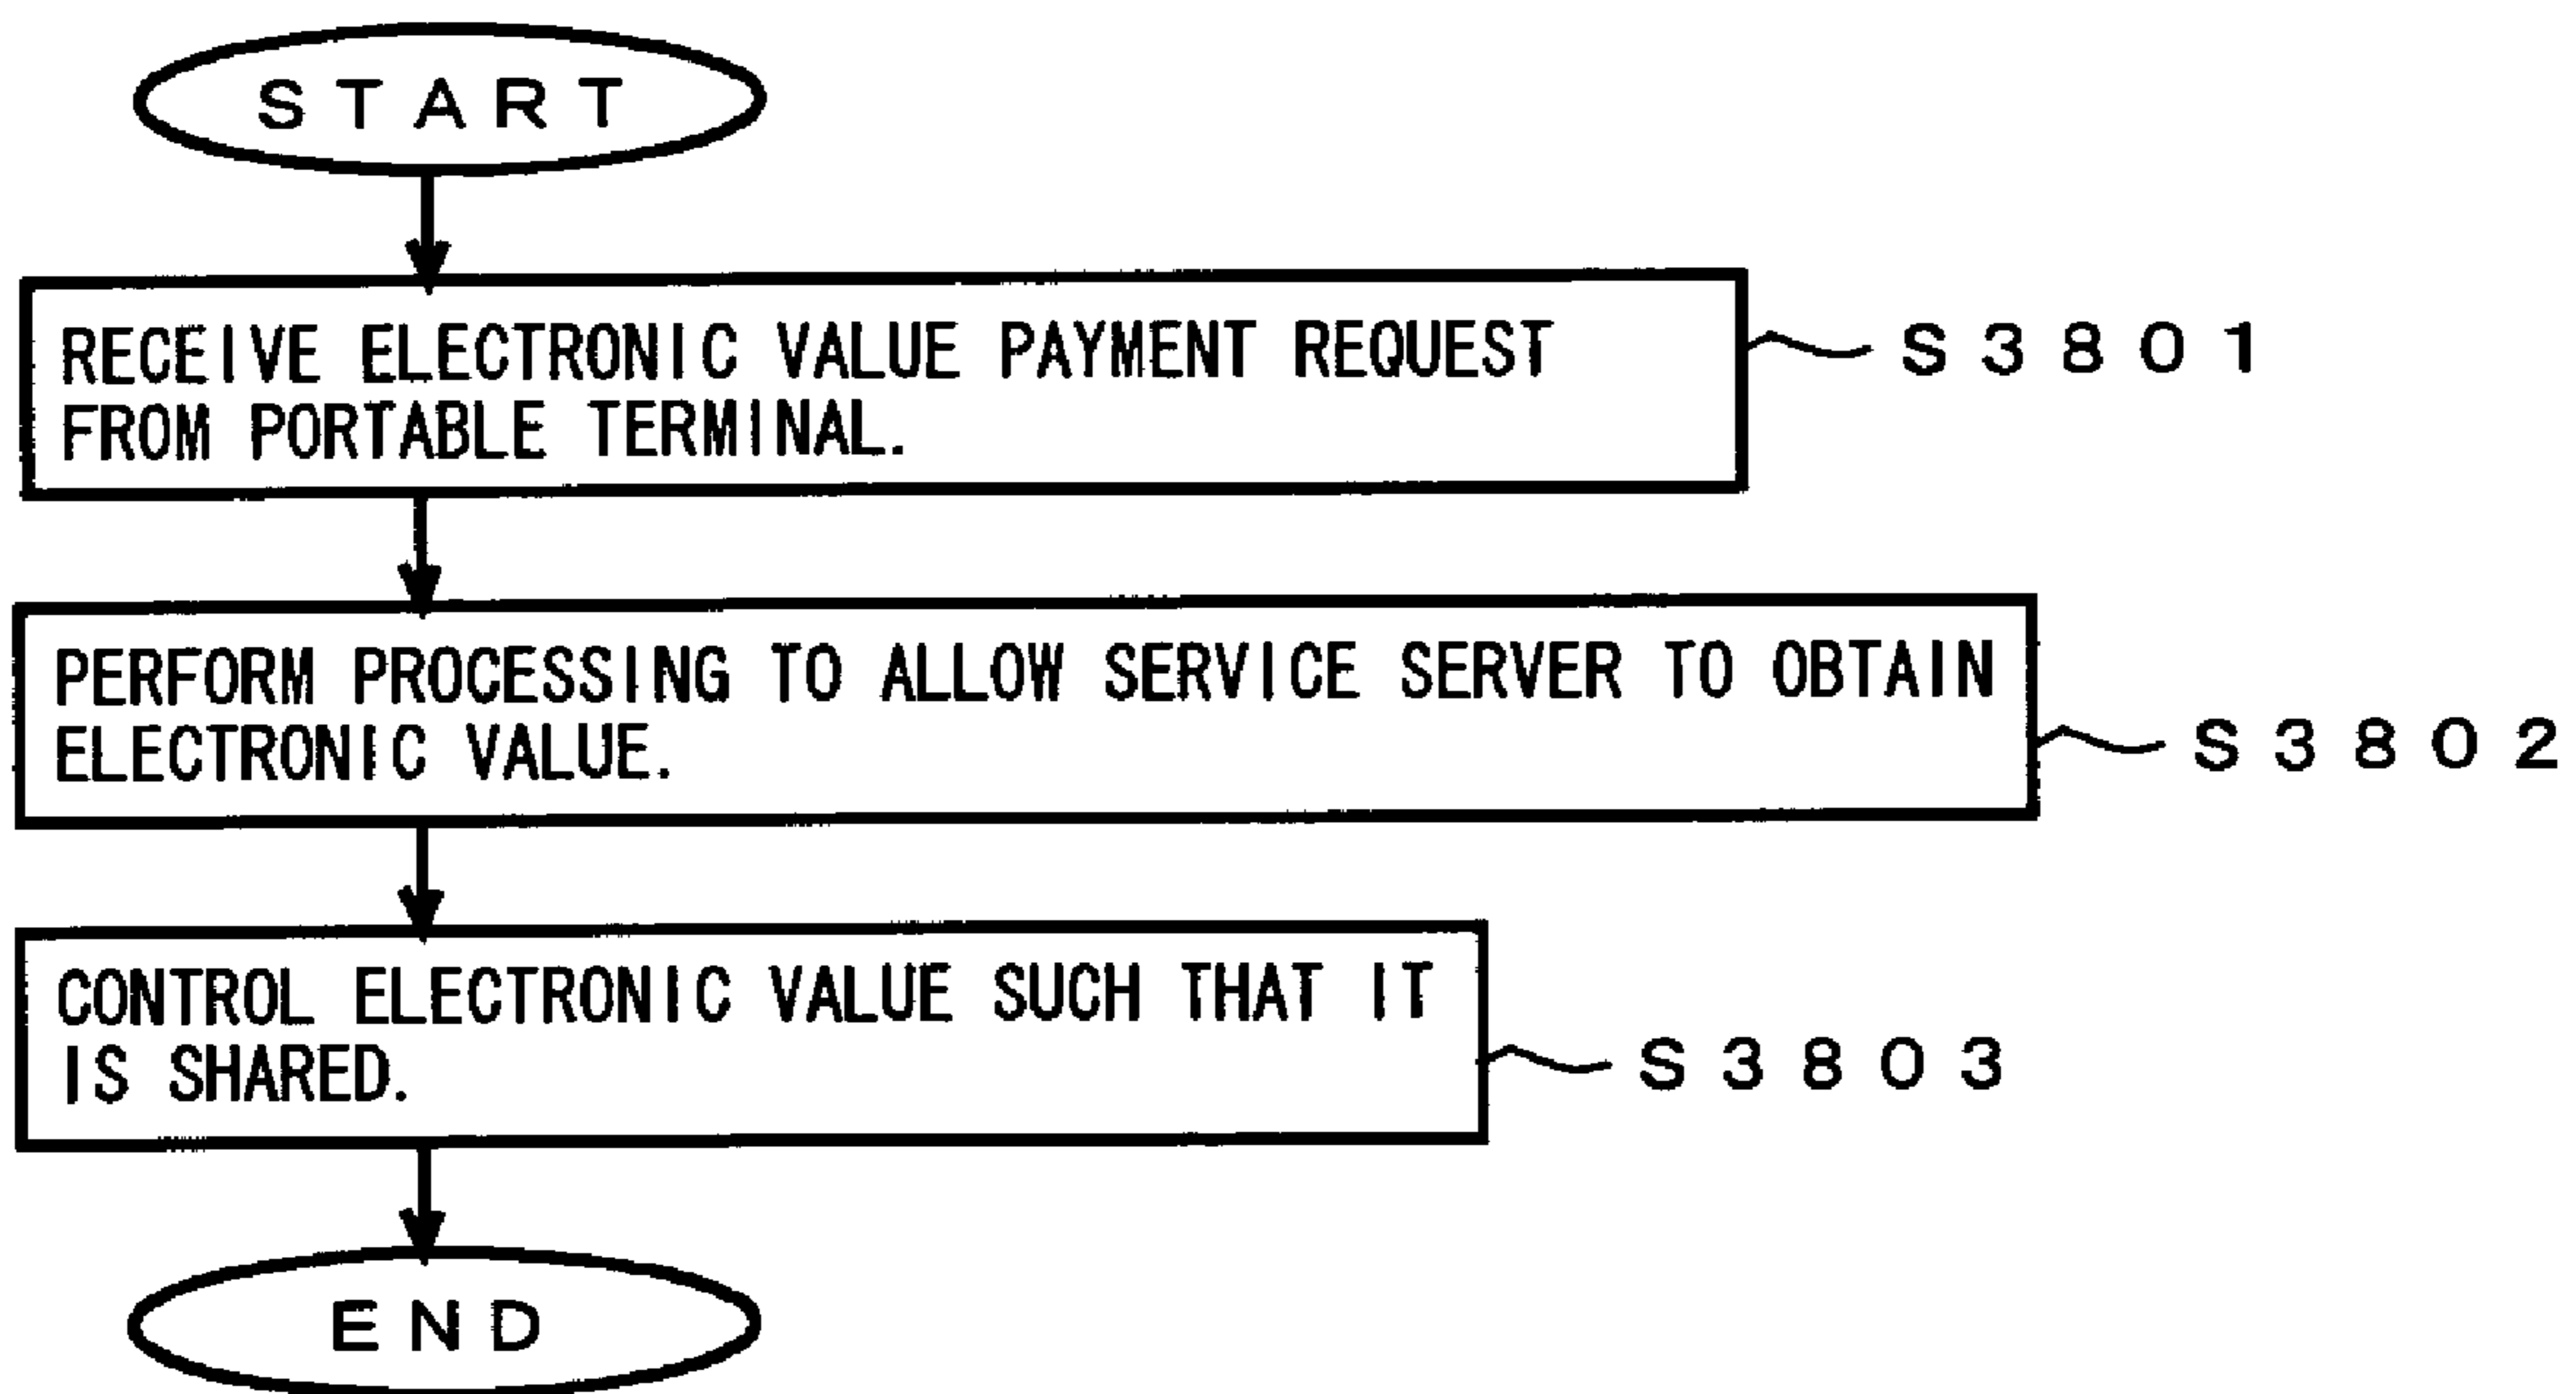 START
RECEIVE ELECTRONIC VALUE PAYMENT REQUEST
FROM PORTABLE TERMINAL.
S3801
PERFORM PROCESSING TO ALLOW SERVICE SERVER TO OBTAIN
ELECTRONIC VALUE.
S3802
CONTROL ELECTRONIC VALUE SUCH THAT IT
IS SHARED.
S3803
END